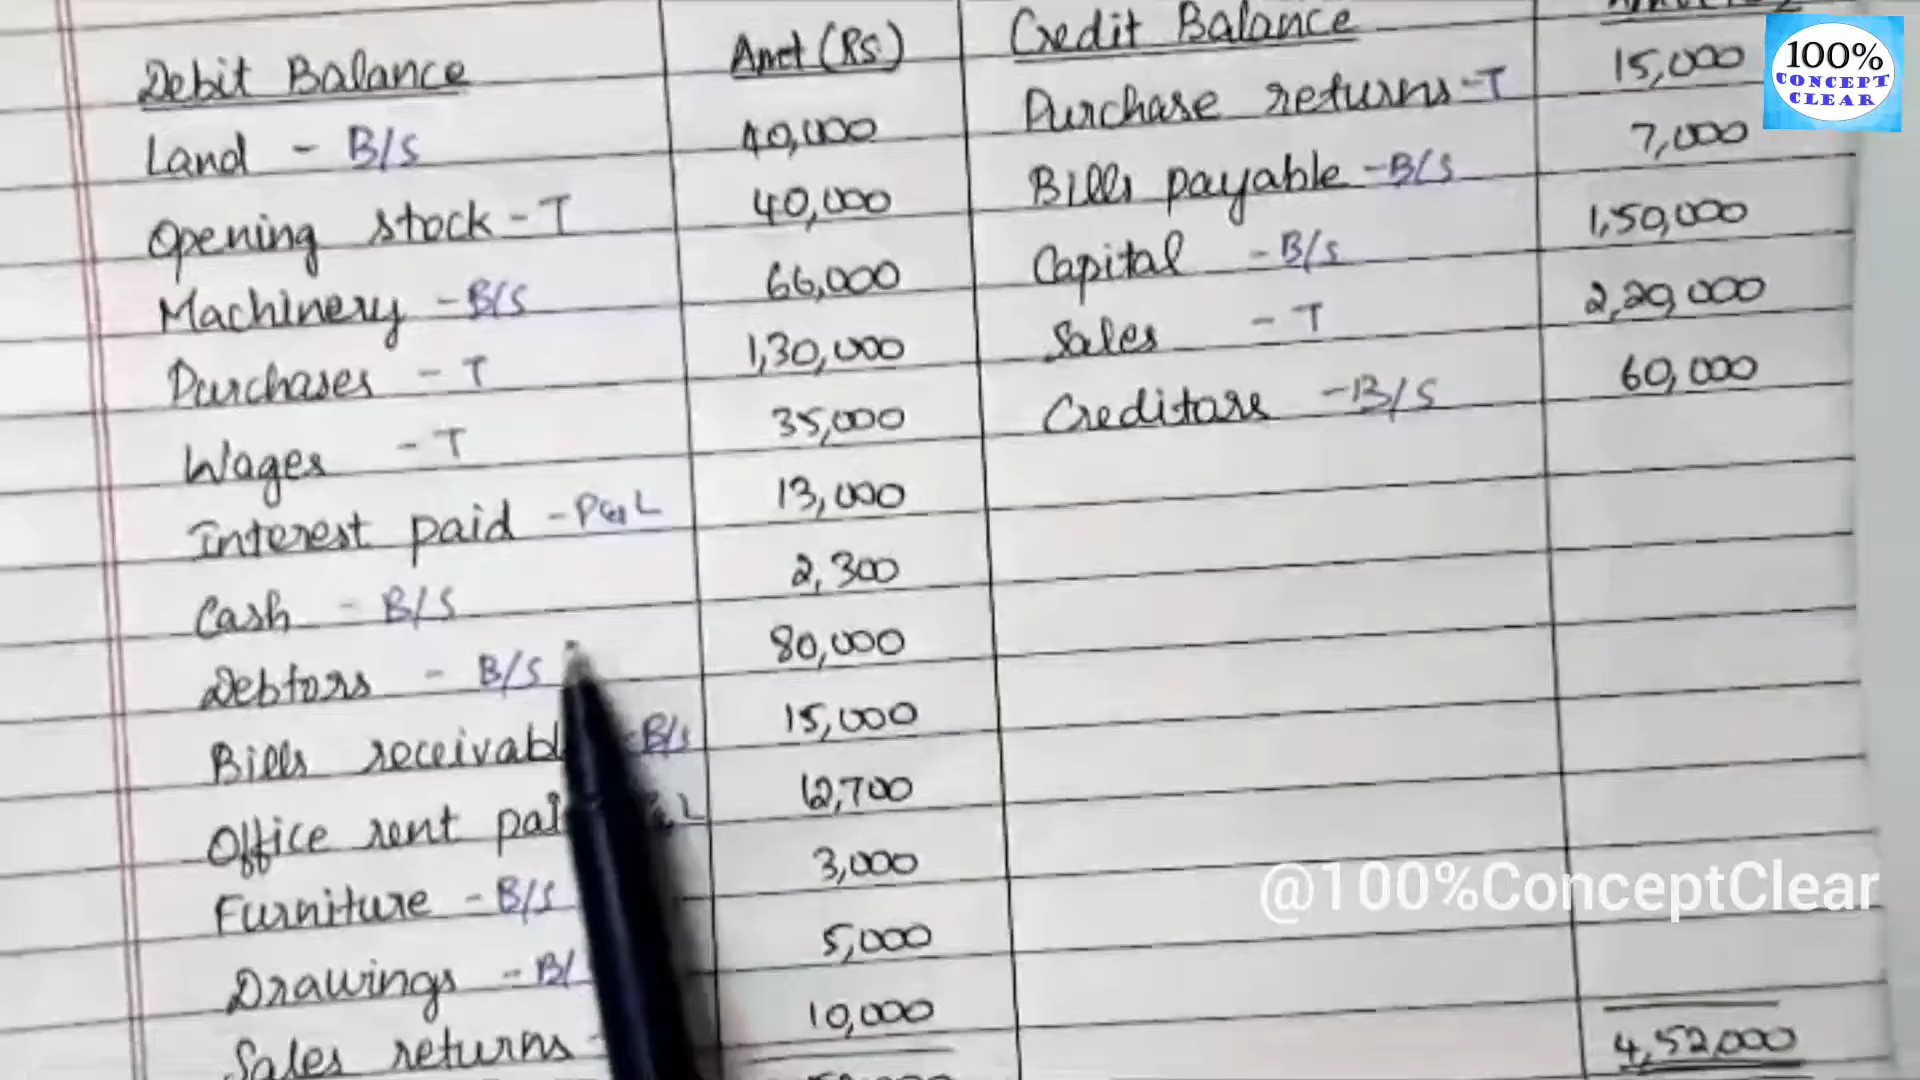 Debit Balance Amt (Rs.) Credit Balance
Land - B/S 40,000 Purchase returns - T 15,000
Opening stock - T 40,000 Bills payable - B/S 7,000
Machinery - B/S 66,000 Capital - B/S 1,50,000
Purchases - T 1,30,000 Sales - T 2,20,000
Wages - T 35,000 Creditors - B/S 60,000
Interest paid - P&L 13,000
Cash - B/S 2,300
Debtors - B/S 80,000
Bills receivabl - B/S 15,000
Office rent pai L 12,700
Furniture - B/S 3,000
Drawings - B/ 5,000
Sales returns - 10,000
4,52,000
100%
CONCEPT
CLEAR
@100%ConceptClear